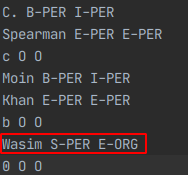 C. B-PER I-PER
Spearman E-PER E-PER
c O O
Moin B-PER I-PER
Khan E-PER E-PER
b O O
Wasim S-PER E-ORG
0 O O